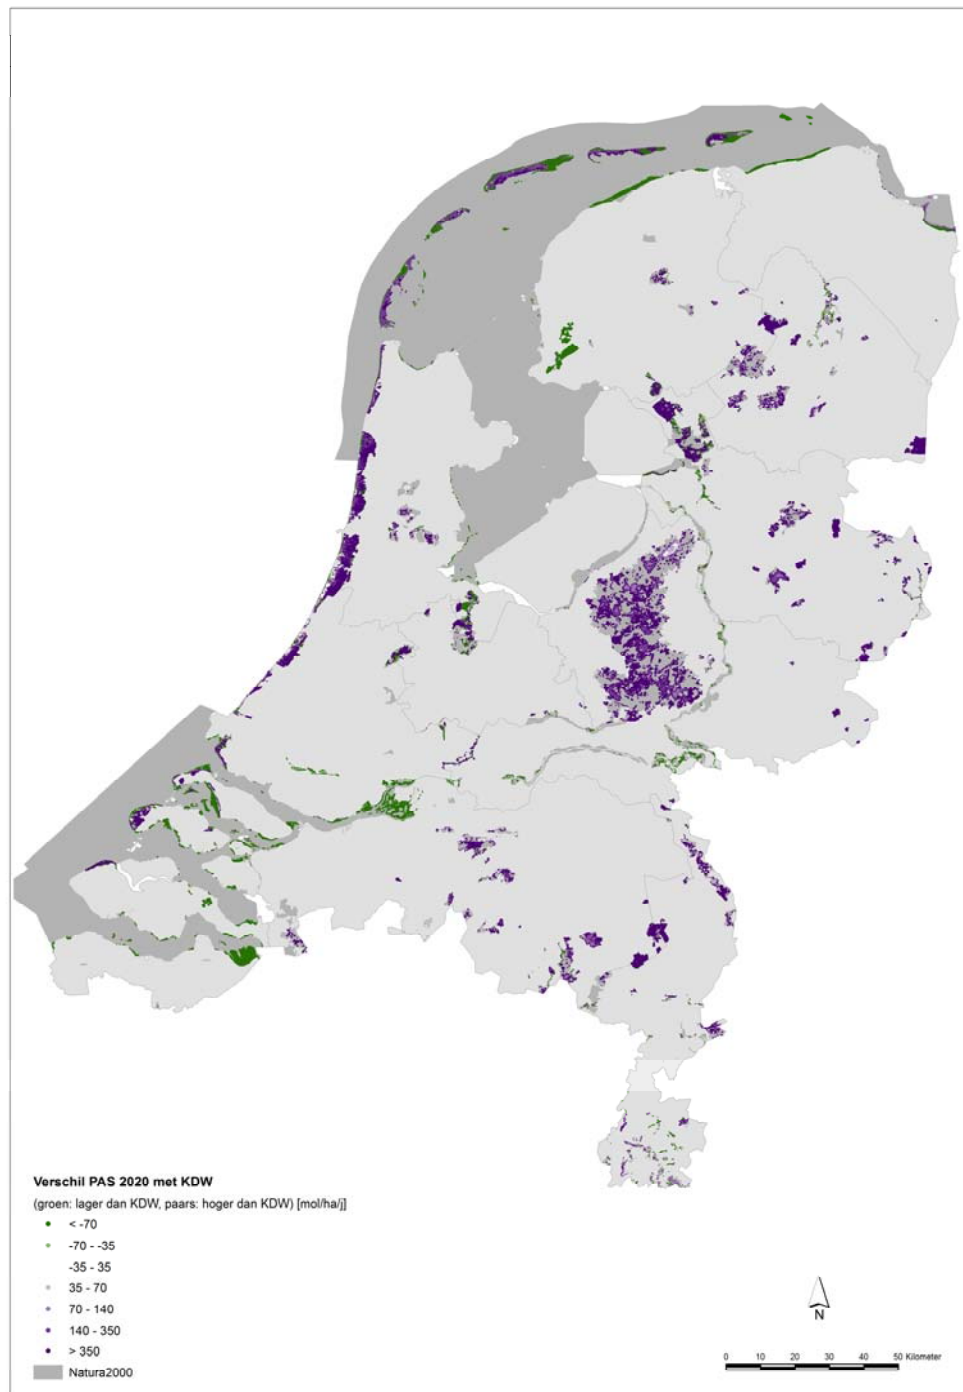 Verschil PAS 2020 met KDW
(groen: lager dan KDW, paars: hoger dan KDW) [mol/ha/j]
< -70
-70 - -35
-35 - 35
35 - 70
70 - 140
140 - 350
> 350
Natura2000
N
0 10 20 30 40 50 Kilometer